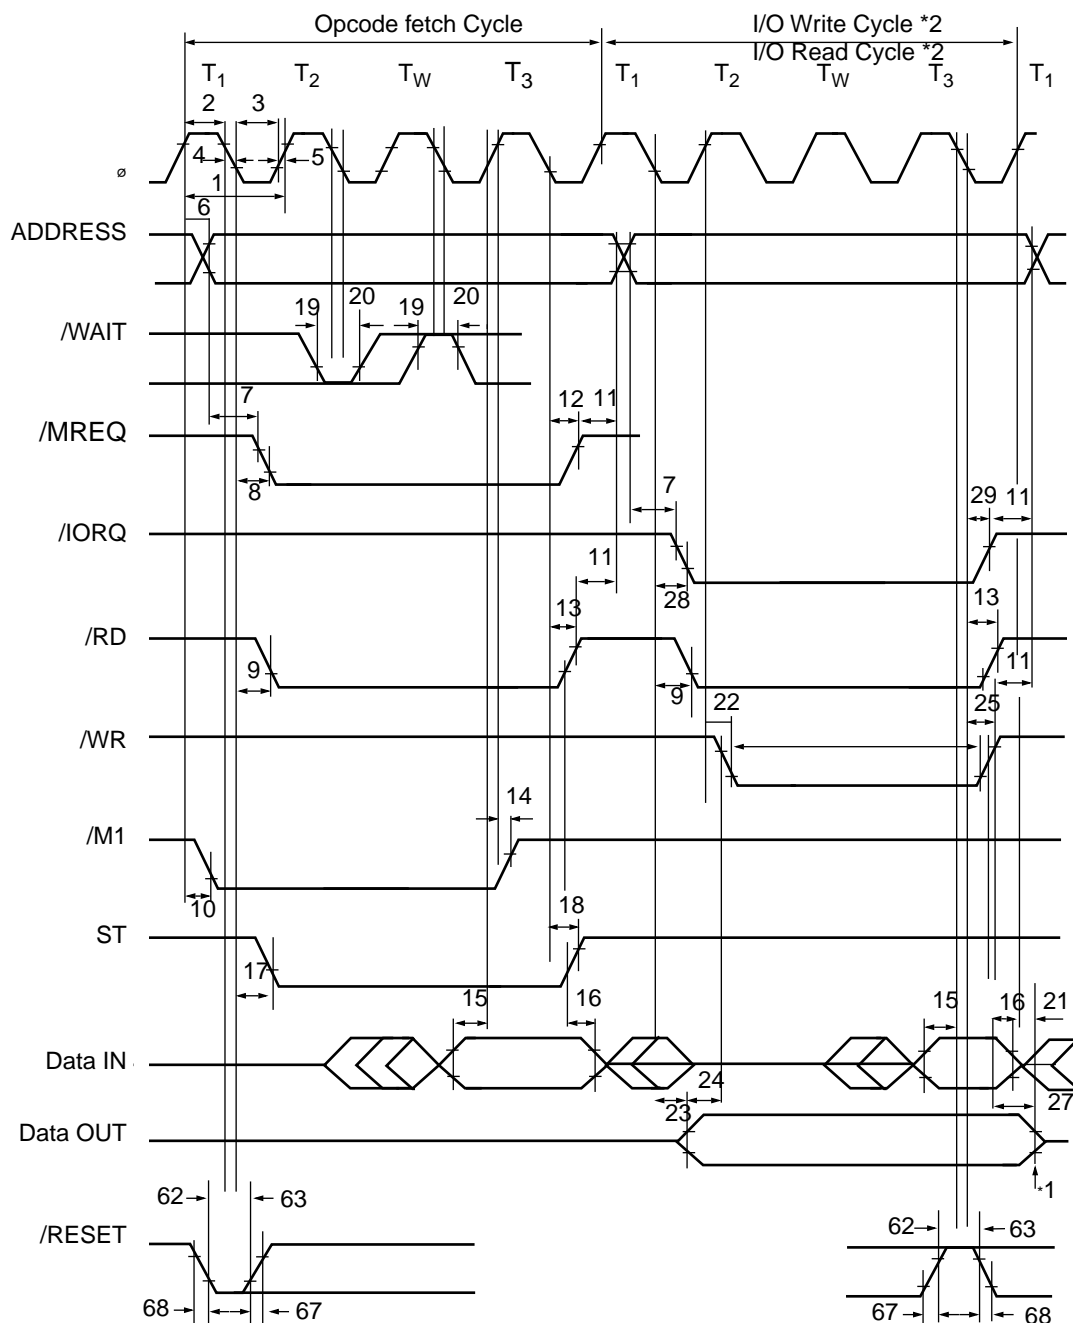 Opcode fetch Cycle
I/O Write Cycle *2
I/O Read Cycle *2
T1 T2 TW T3 T1 T2 TW T3 T1
2 3
4 5
ø
1
6
ADDRESS
19 20 19 20
/WAIT
7 12 11
/MREQ
8
7 29 11
/IORQ
11
28
13 13
/RD
9 11
9
22 25
/WR
14
/M1
10
18
ST
17
15 16 15 16 21
Data IN
24
23 27
Data OUT
*1
62 63 62 63
/RESET
68 67 67 68